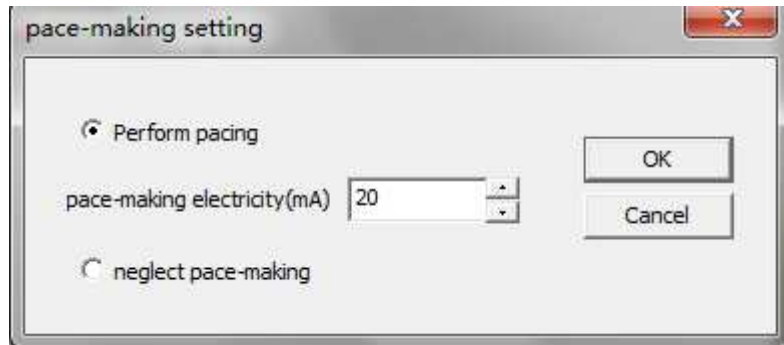 pace-making setting
Perform pacing
OK
pace-making electricity(mA) 20
Cancel
neglect pace-making